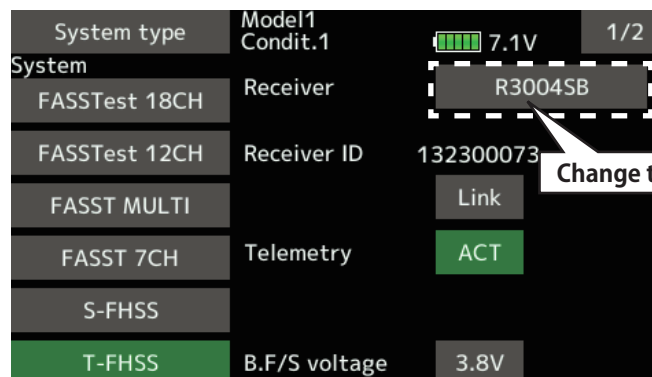 System type
Model1
Condit.1
7.1V
1/2
System
FASSTest 18CH
Receiver
R3004SB
FASSTest 12CH
Receiver ID
132300073
Change t
FASST MULTI
Link
FASST 7CH
Telemetry
ACT
S-FHSS
T-FHSS
B.F/S voltage
3.8V